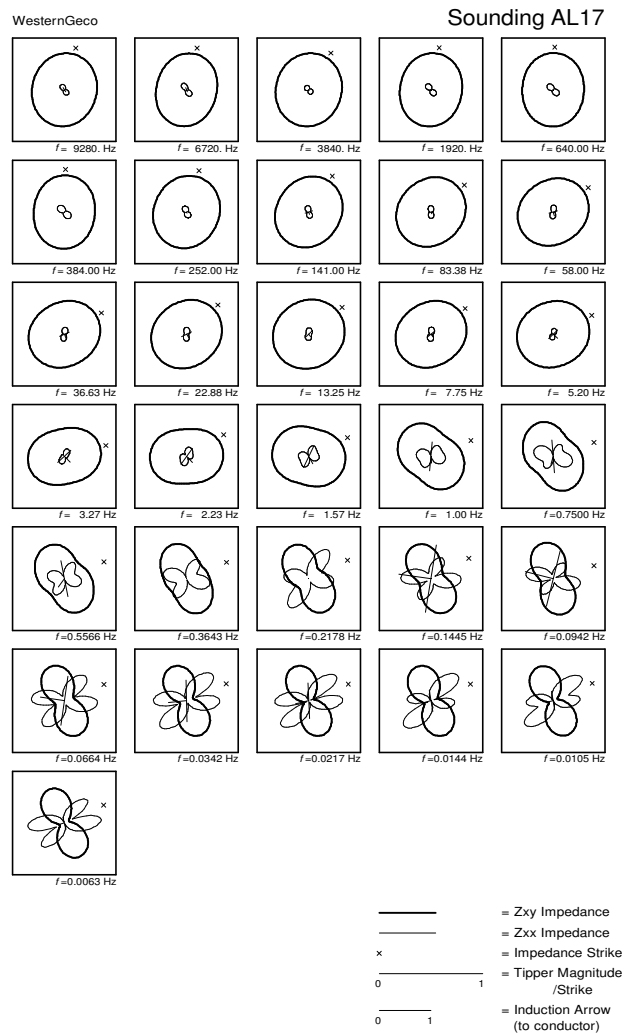 WesternGeco Sounding AL17
f = 9280. Hz f = 6720. Hz f = 3840. Hz f = 1920. Hz f = 640.00 Hz
f = 384.00 Hz f = 252.00 Hz f = 141.00 Hz f = 83.38 Hz f = 58.00 Hz
f = 36.63 Hz f = 22.88 Hz f = 13.25 Hz f = 7.75 Hz f = 5.20 Hz
f = 3.27 Hz f = 2.23 Hz f = 1.57 Hz f = 1.00 Hz f =0.7500 Hz
f =0.5566 Hz f =0.3643 Hz f =0.2178 Hz f =0.1445 Hz f =0.0942 Hz
f =0.0664 Hz f =0.0342 Hz f =0.0217 Hz f =0.0144 Hz f =0.0105 Hz
f =0.0063 Hz
= Zxy Impedance
= Zxx Impedance
× = Impedance Strike
= Tipper Magnitude
0 1 /Strike
= Induction Arrow
0 1 (to conductor)